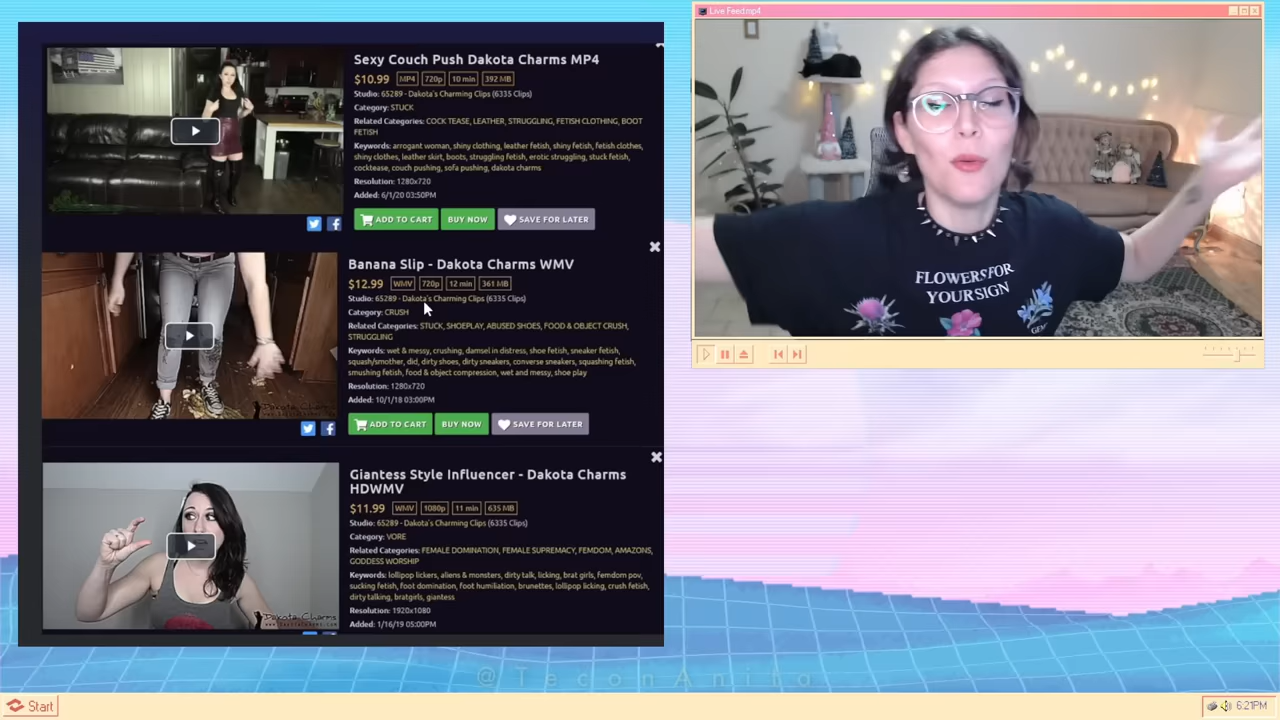 Sexy Couch Push Dakota Charms MP4
$10.99 MP4 720p 10 min 392 MB
Studio: 65289 - Dakota's Charming Clips (6335 Clips)
Category: STUCK
Related Categories: COCK TEASE, LEATHER, STRUGGLING, FETISH CLOTHING, BOOT
FETISH
Keywords: arrogant woman, shiny clothing, leather fetish, shiny fetish, fetish clothes,
shiny clothes, leather skirt, boots, struggling fetish, erotic struggling, stuck fetish,
cocktease, couch pushing, sofa pushing, dakota charms
Resolution: 1280x720
Added: 6/1/20 03:50PM
ADD TO CART BUY NOW SAVE FOR LATER
Banana Slip - Dakota Charms WMV
$12.99 WMV 720p 12 min 361 MB
Studio: 65289 - Dakota's Charming Clips (6335 Clips)
Category: CRUSH
Related Categories: STUCK, SHOEPLAY, ABUSED SHOES, FOOD & OBJECT CRUSH,
STRUGGLING
Keywords: wet & messy, crushing, damsel in distress, shoe fetish, sneaker fetish,
squash/smother, did, dirty shoes, dirty sneakers, converse sneakers, squashing fetish,
smushing fetish, food & object compression, wet and messy, shoe play
Resolution: 1280x720
Added: 10/1/18 03:00PM
Dakota Charms
ADD TO CART BUY NOW SAVE FOR LATER
Giantess Style Influencer - Dakota Charms
HDWMV
$11.99 WMV 1080p 11 min 635 MB
Studio: 65289 - Dakota's Charming Clips (6335 Clips)
Category: VORE
Related Categories: FEMALE DOMINATION, FEMALE SUPREMACY, FEMDOM, AMAZONS,
GODDESS WORSHIP
Keywords: lollipop lickers, aliens & monsters, dirty talk, licking, brat girls, femdom pov,
sucking fetish, foot domination, foot humiliation, brunettes, lollipop licking, crush fetish,
dirty talking, bratgirls, giantess
Resolution: 1920x1080
Added: 1/16/19 05:00PM
Dakota Charms
Live Feed.mp4
FLOWERS FOR
YOUR SIGN
GEM
@TeconAnita
Start
6:21PM